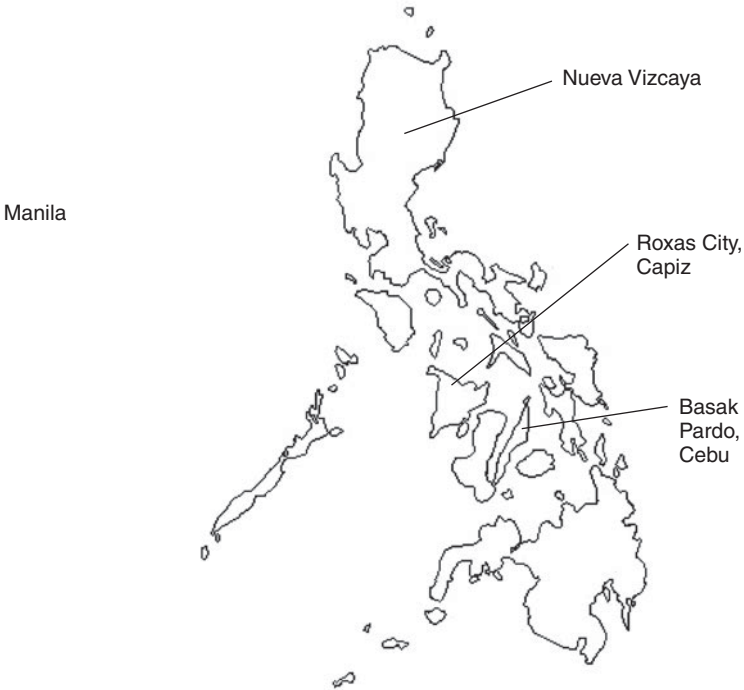 Nueva Vizcaya
Manila
Roxas City,
Capiz
Basak
Pardo,
Cebu